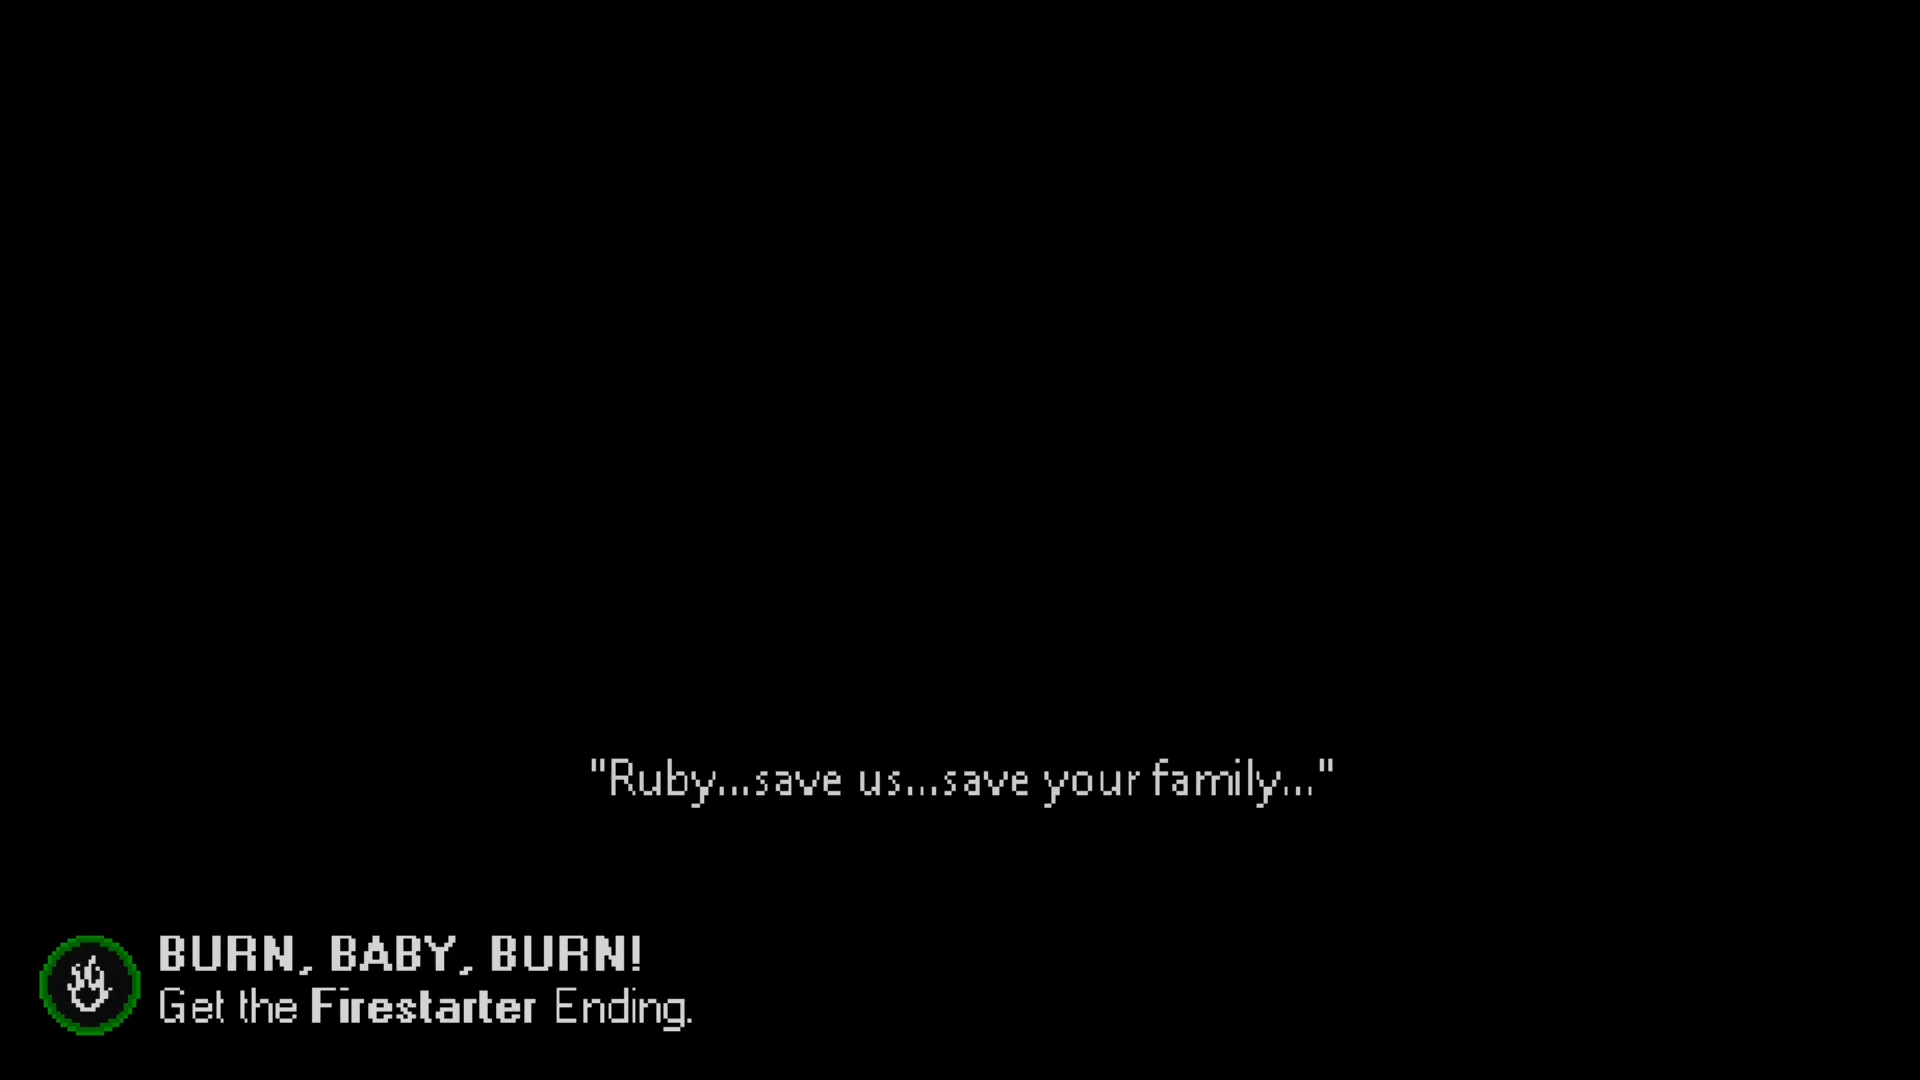 "Ruby...save us...save your family..."
BURN, BABY, BURN!
Get the Firestarter Ending.